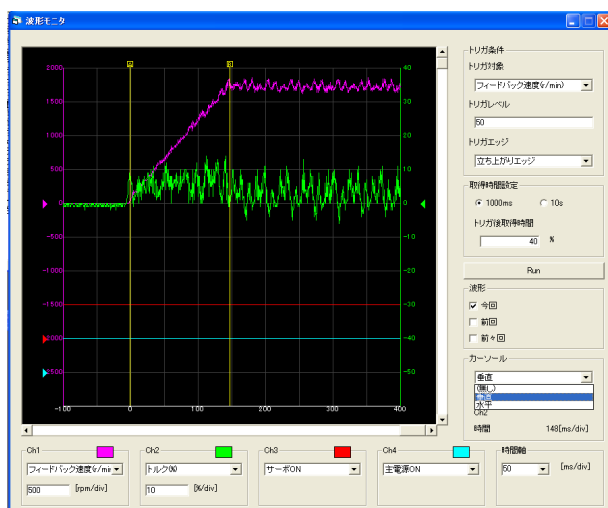 波形モニタ
トリガ条件
トリガ対象
フィードバック速度(r/min)
トリガレベル
50
トリガエッジ
立ち上がりエッジ
取得時間設定
1000ms
10s
トリガ後取得時間
40 %
Run
波形
今回
前回
前々回
カーソール
垂直
(無し)
垂直
水平
Ch2
時間 148[ms/div]
2000
1500
1000
500
0
-500
-1000
-1500
-2000
-2500
40
30
20
10
0
-10
-20
-30
-40
-50
-100 0 100 200 300 400
Ch1
フィードバック速度(r/min
500 [rpm/div]
Ch2
トルク(%)
10 [%/div]
Ch3
サーボON
Ch4
主電源ON
時間軸
50 [ms/div]